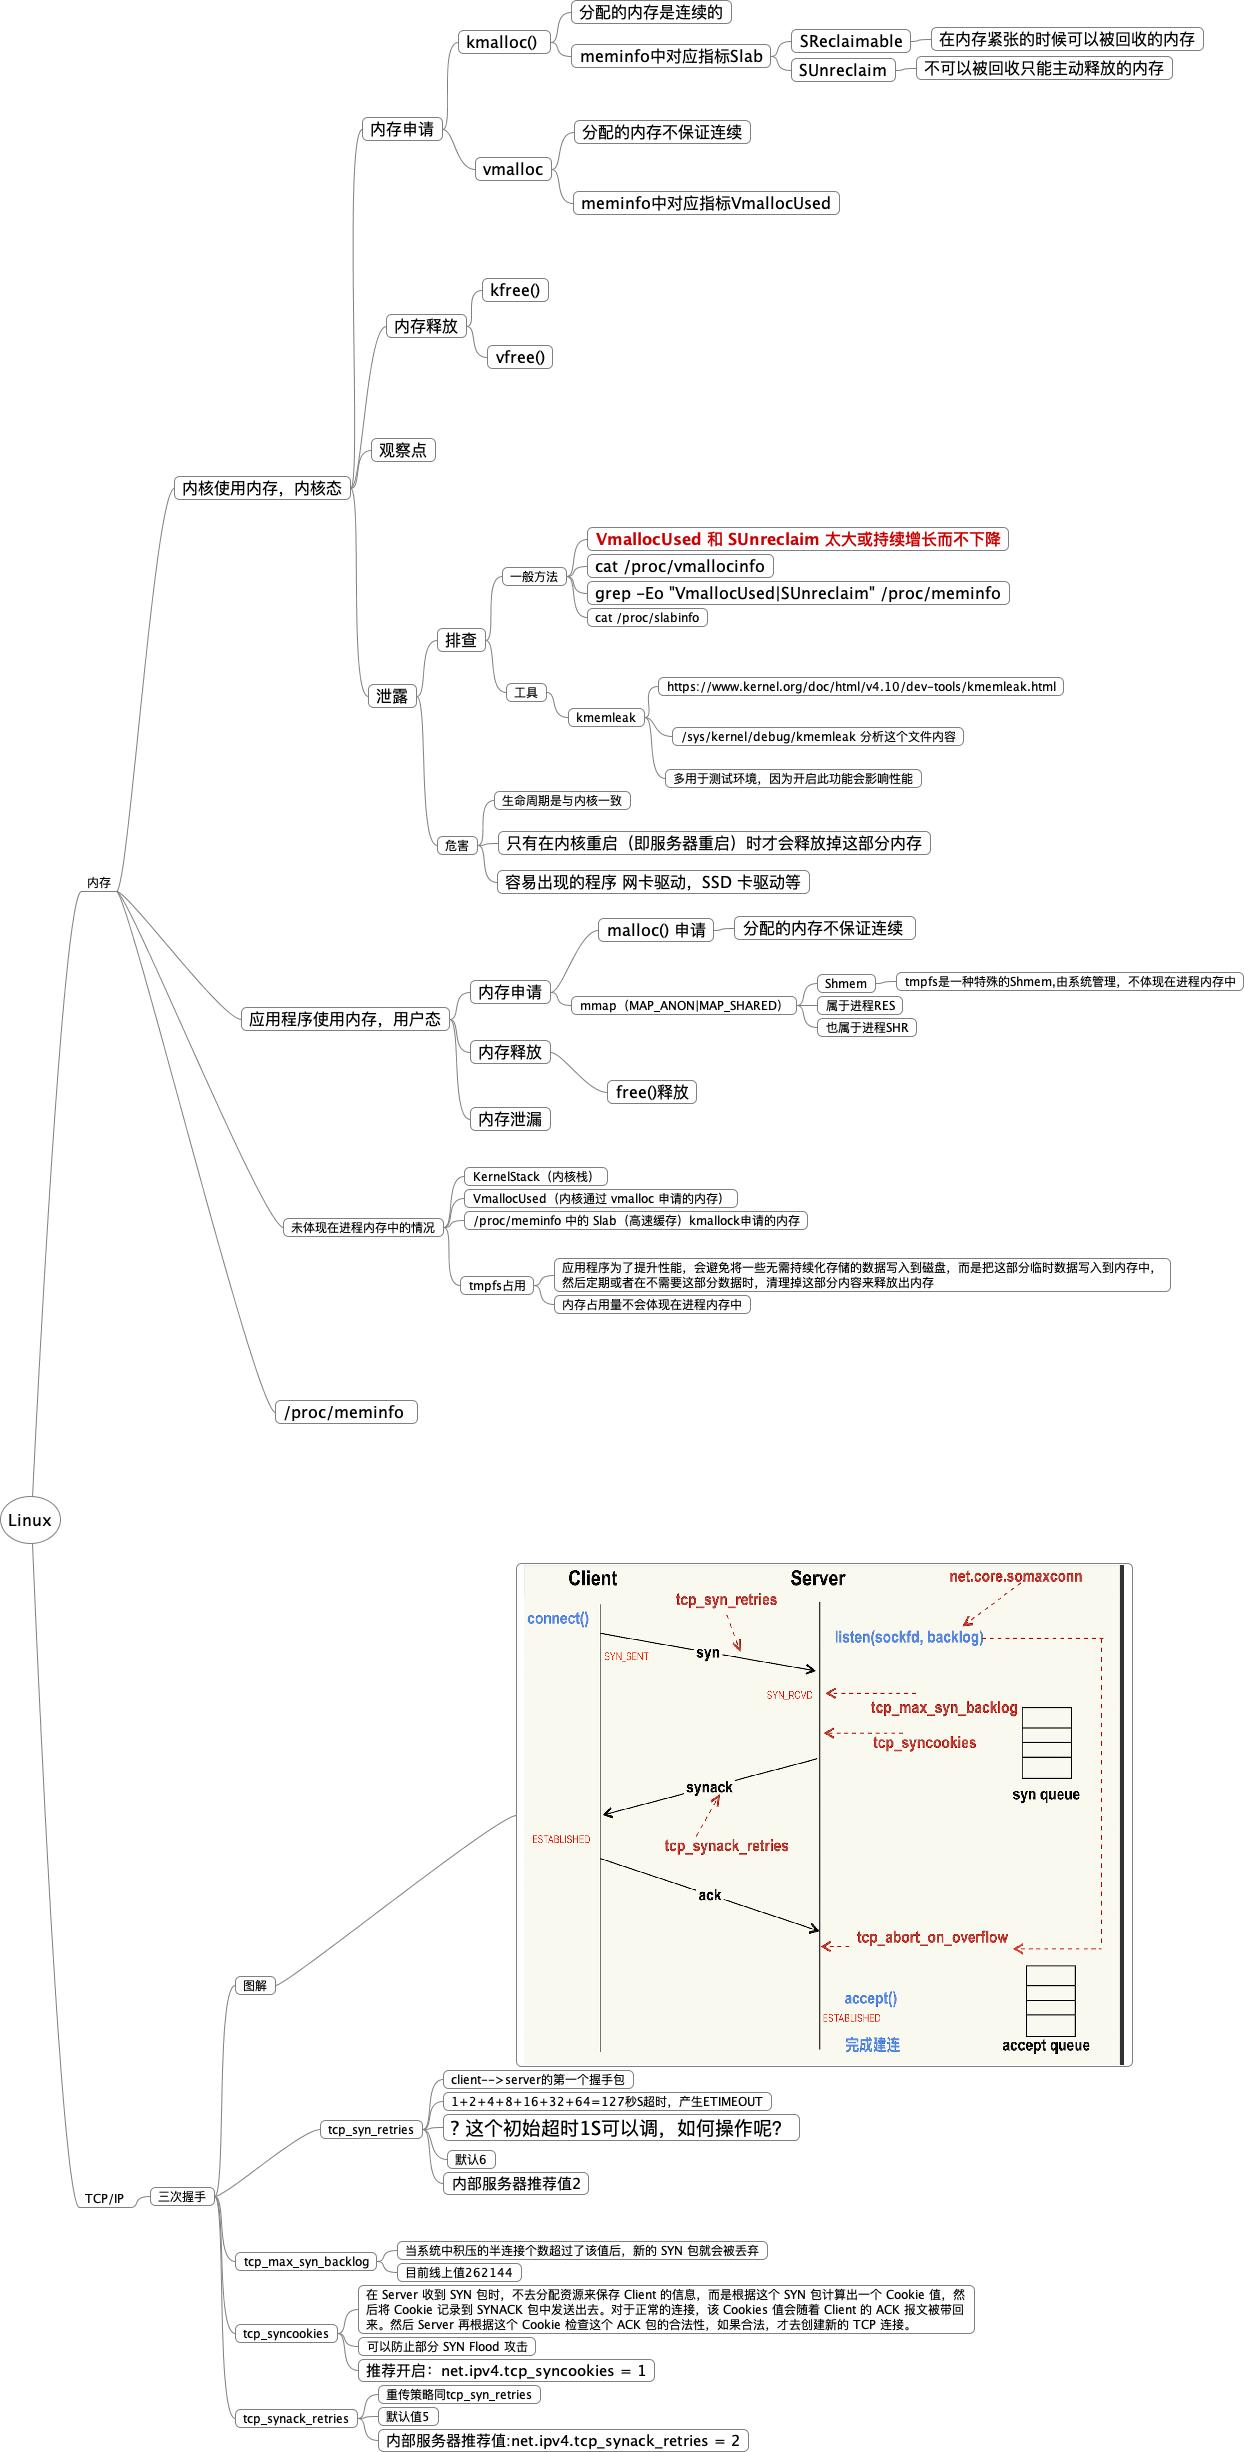 kmalloc()
分配的内存是连续的
meminfo中对应指标Slab
SReclaimable
在内存紧张的时候可以被回收的内存
SUnreclaim
不可以被回收只能主动释放的内存
内存申请
vmalloc
分配的内存不保证连续
meminfo中对应指标VmallocUsed
内存释放
kfree()
vfree()
观察点
内核使用内存，内核态
VmallocUsed 和 SUnreclaim 太大或持续增长而不下降
一般方法
cat /proc/vmallocinfo
grep -Eo "VmallocUsed|SUnreclaim" /proc/meminfo
cat /proc/slabinfo
排查
工具
kmemleak
https://www.kernel.org/doc/html/v4.10/dev-tools/kmemleak.html
/sys/kernel/debug/kmemleak 分析这个文件内容
多用于测试环境，因为开启此功能会影响性能
泄露
危害
生命周期是与内核一致
只有在内核重启（即服务器重启）时才会释放掉这部分内存
容易出现的程序 网卡驱动，SSD 卡驱动等
内存
应用程序使用内存，用户态
内存申请
malloc() 申请
分配的内存不保证连续
mmap（MAP_ANON|MAP_SHARED）
Shmem
tmpfs是一种特殊的Shmem,由系统管理，不体现在进程内存中
属于进程RES
也属于进程SHR
内存释放
free()释放
内存泄漏
未体现在进程内存中的情况
KernelStack（内核栈）
VmallocUsed（内核通过 vmalloc 申请的内存）
/proc/meminfo 中的 Slab（高速缓存）kmallock申请的内存
tmpfs占用
应用程序为了提升性能，会避免将一些无需持续化存储的数据写入到磁盘，而是把这部分临时数据写入到内存中，
然后定期或者在不需要这部分数据时，清理掉这部分内容来释放出内存
内存占用量不会体现在进程内存中
/proc/meminfo
Linux
Client
Server
net.core.somaxconn
tcp_syn_retries
connect()
listen(sockfd, backlog)
syn
SYN_SENT
SYN_RCVD
tcp_max_syn_backlog
tcp_syncookies
synack
syn queue
ESTABLISHED
tcp_synack_retries
ack
tcp_abort_on_overflow
accept()
ESTABLISHED
完成建连
accept queue
图解
TCP/IP
三次握手
tcp_syn_retries
client-->server的第一个握手包
1+2+4+8+16+32+64=127秒S超时，产生ETIMEOUT
? 这个初始超时1S可以调，如何操作呢？
默认6
内部服务器推荐值2
tcp_max_syn_backlog
当系统中积压的半连接个数超过了该值后，新的 SYN 包就会被丢弃
目前线上值262144
tcp_syncookies
在 Server 收到 SYN 包时，不去分配资源来保存 Client 的信息，而是根据这个 SYN 包计算出一个 Cookie 值，然
后将 Cookie 记录到 SYNACK 包中发送出去。对于正常的连接，该 Cookies 值会随着 Client 的 ACK 报文被带回
来。然后 Server 再根据这个 Cookie 检查这个 ACK 包的合法性，如果合法，才去创建新的 TCP 连接。
可以防止部分 SYN Flood 攻击
推荐开启：net.ipv4.tcp_syncookies = 1
tcp_synack_retries
重传策略同tcp_syn_retries
默认值5
内部服务器推荐值:net.ipv4.tcp_synack_retries = 2